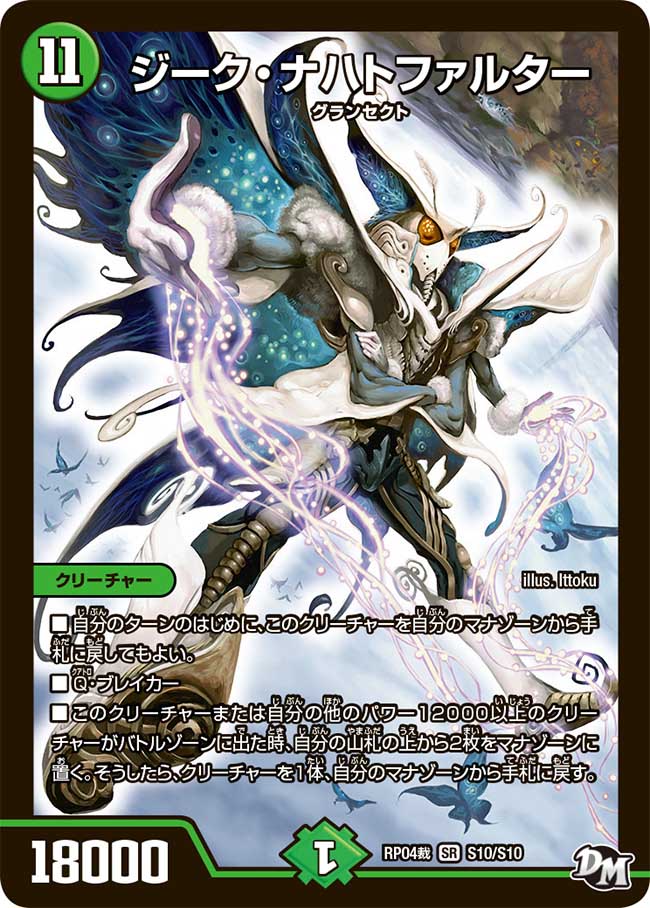 11
ジーク・ナハトファルター
グランセクト
クリーチャー
illus. Ittoku
■自分のターンのはじめに、このクリーチャーを自分のマナゾーンから手
札に戻してもよい。
■Q・ブレイカー
■このクリーチャーまたは自分の他のパワー12000以上のクリー
チャーがバトルゾーンに出た時、自分の山札の上から2枚をマナゾーンに
置く。そうしたら、クリーチャーを1体、自分のマナゾーンから手札に戻す。
18000
1
RP04裁 SR S10/S10
DM